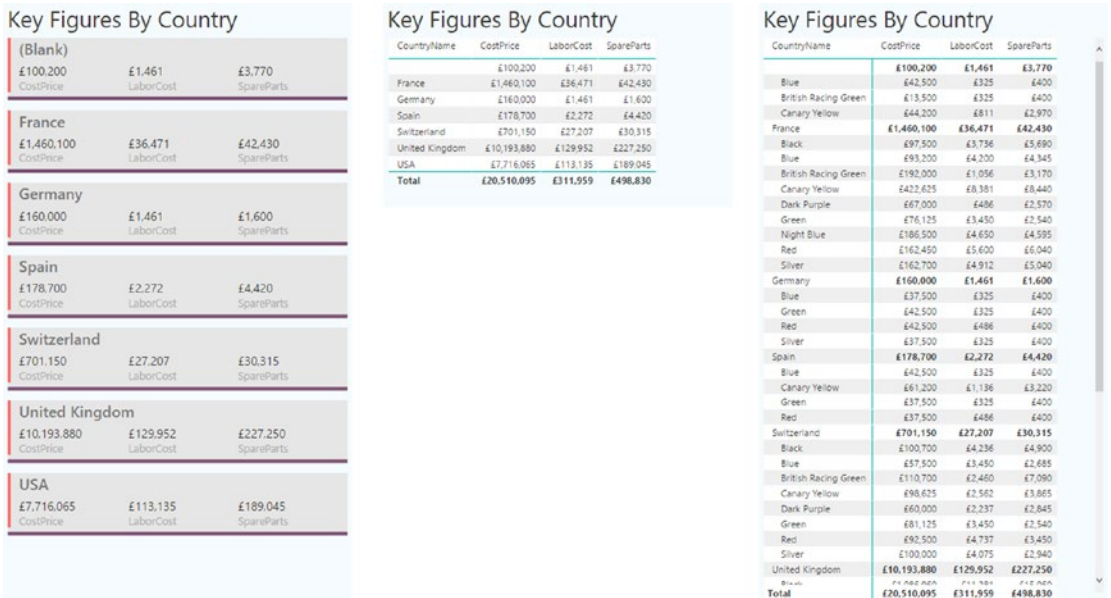 Key Figures By Country
(Blank)
£100,200 £1,461 £3,770
CostPrice LaborCost SpareParts
France
£1,460,100 £36,471 £42,430
CostPrice LaborCost SpareParts
Germany
£160,000 £1,461 £1,600
CostPrice LaborCost SpareParts
Spain
£178,700 £2,272 £4,420
CostPrice LaborCost SpareParts
Switzerland
£701,150 £27,207 £30,315
CostPrice LaborCost SpareParts
United Kingdom
£10,193,880 £129,952 £227,250
CostPrice LaborCost SpareParts
USA
£7,716,065 £113,135 £189,045
CostPrice LaborCost SpareParts
Key Figures By Country
CountryName CostPrice LaborCost SpareParts
£100,200 £1,461 £3,770
France £1,460,100 £36,471 £42,430
Germany £160,000 £1,461 £1,600
Spain £178,700 £2,272 £4,420
Switzerland £701,150 £27,207 £30,315
United Kingdom £10,193,880 £129,952 £227,250
USA £7,716,065 £113,135 £189,045
Total £20,510,095 £311,959 £498,830
Key Figures By Country
CountryName CostPrice LaborCost SpareParts
£100,200 £1,461 £3,770
Blue £42,500 £325 £400
British Racing Green £13,500 £325 £400
Canary Yellow £44,200 £811 £2,970
France £1,460,100 £36,471 £42,430
Black £97,500 £3,736 £5,690
Blue £93,200 £4,200 £4,345
British Racing Green £192,000 £1,056 £3,170
Canary Yellow £422,625 £8,381 £8,440
Dark Purple £67,000 £486 £2,570
Green £76,125 £3,450 £2,540
Night Blue £186,500 £4,650 £4,595
Red £162,450 £5,600 £6,040
Silver £162,700 £4,912 £5,040
Germany £160,000 £1,461 £1,600
Blue £37,500 £325 £400
Green £42,500 £325 £400
Red £42,500 £486 £400
Silver £37,500 £325 £400
Spain £178,700 £2,272 £4,420
Blue £42,500 £325 £400
Canary Yellow £61,200 £1,136 £3,220
Green £37,500 £325 £400
Red £37,500 £486 £400
Switzerland £701,150 £27,207 £30,315
Black £100,700 £4,236 £4,900
Blue £57,500 £3,450 £2,685
British Racing Green £110,700 £2,460 £7,090
Canary Yellow £98,625 £2,562 £3,865
Dark Purple £60,000 £2,237 £2,845
Green £81,125 £3,450 £2,540
Red £92,500 £4,737 £3,450
Silver £100,000 £4,075 £2,940
United Kingdom £10,193,880 £129,952 £227,250
Total £20,510,095 £311,959 £498,830